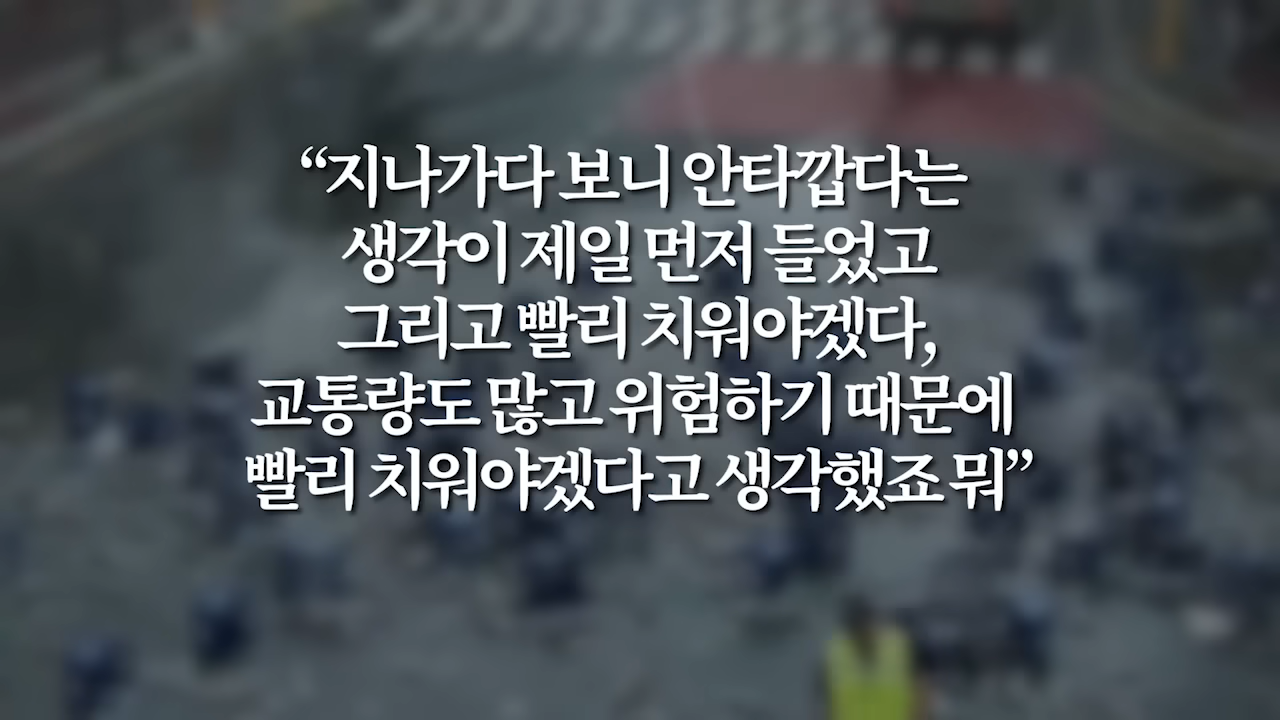 “지나가다 보니 안타깝다는
생각이 제일 먼저 들었고
그리고 빨리 치워야겠다,
교통량도 많고 위험하기 때문에
빨리 치워야겠다고 생각했죠 뭐”